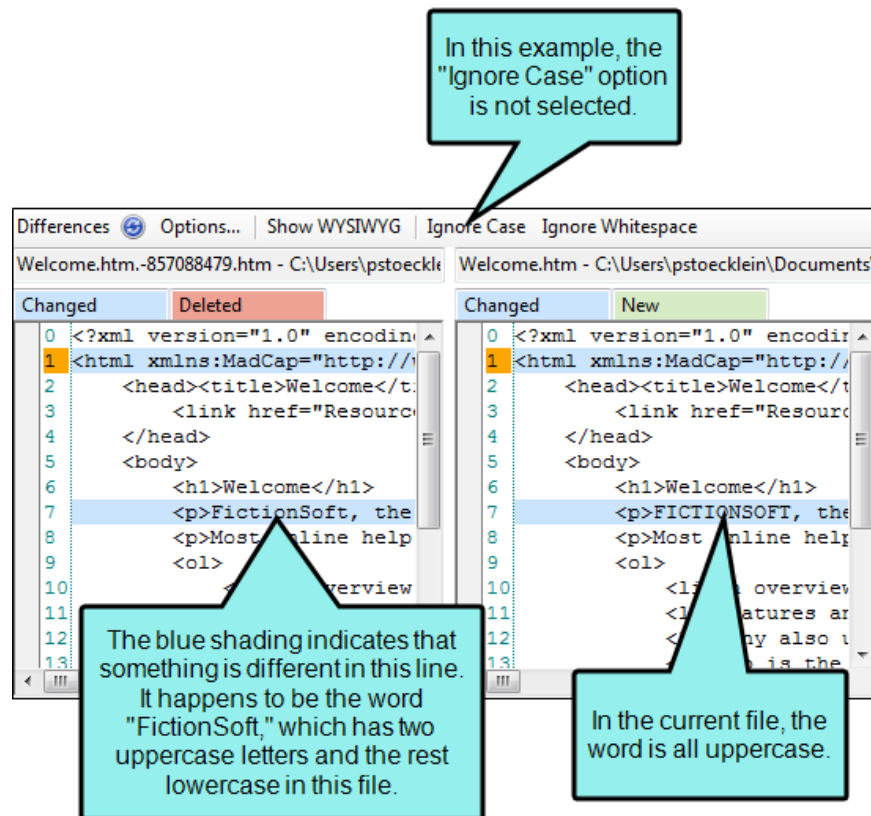 In this example, the
"Ignore Case" option
is not selected.
Differences Options... Show WYSIWYG Ignore Case Ignore Whitespace
Welcome.htm.-857088479.htm - C:\Users\pstoeckle
Welcome.htm - C:\Users\pstoecklein\Documents\
Changed Deleted
Changed New
0 <?xml version="1.0"
1 <html xmlns:MadCap="http://
2 <head><title>Welcome</t
3 <link href="Resourc
4 </head>
5 <body>
6 <h1>Welcome</h1>
7 <p>FictionSoft, the
8 <p>Most online help
9 <ol>
10 overview
11
12
13
0 <?xml version="1.0"
1 <html xmlns:MadCap="http://
2 <head><title>Welcome</t
3 <link href="Resourc
4 </head>
5 <body>
6 <h1>Welcome</h1>
7 <p>FICTIONSOFT, the
8 <p>Most online help
9 <ol>
10 <li overview
11 <l atures an
12 ny also u
13 is the
The blue shading indicates that
something is different in this line.
It happens to be the word
"FictionSoft," which has two
uppercase letters and the rest
lowercase in this file.
In the current file, the
word is all uppercase.